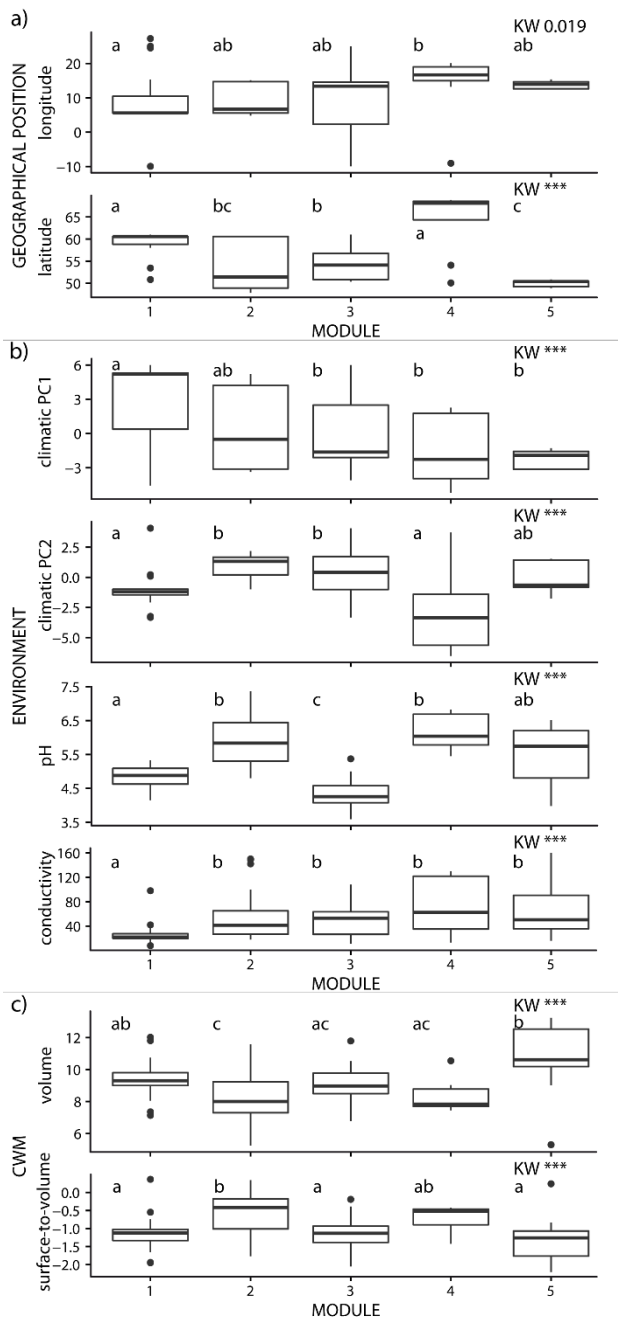 a)
KW 0.019
a ab ab b ab
GEOGRAPHICAL POSITION
longitude
20
10
0
−10
KW ***
a bc b a c
latitude
65
60
55
50
1 2 3 4 5
MODULE
b)
KW ***
a ab b b b
ENVIRONMENT
climatic PC1
6
3
0
−3
KW ***
a b b a ab
climatic PC2
2.5
0.0
−2.5
−5.0
KW ***
a b c b ab
pH
7.5
6.5
5.5
4.5
3.5
KW ***
a b b b b
conductivity
160
120
80
40
1 2 3 4 5
MODULE
c)
KW ***
ab c ac ac b
CWM
volume
12
10
8
6
KW ***
a b a ab a
surface-to-volume
0.0
−0.5
−1.0
−1.5
−2.0
1 2 3 4 5
MODULE